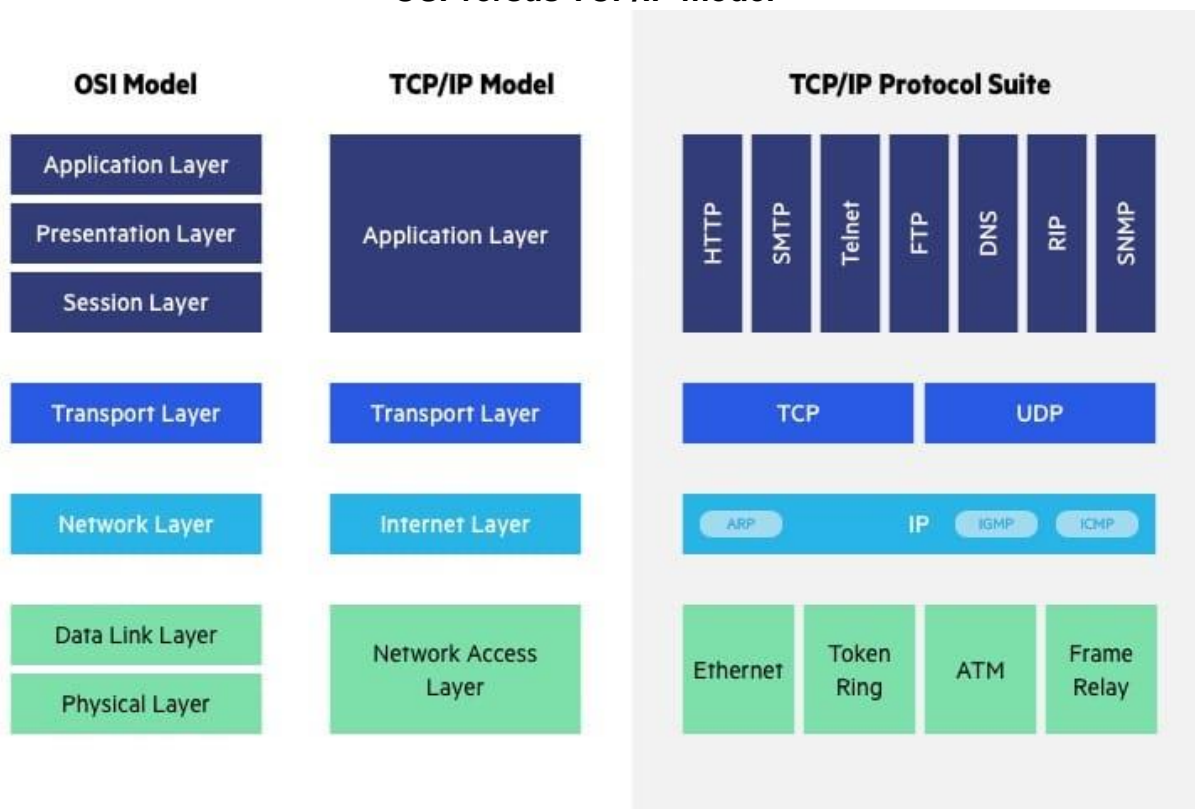 OSI Model
Application Layer
Presentation Layer
Session Layer
Transport Layer
Network Layer
Data Link Layer
Physical Layer
TCP/IP Model
Application Layer
Transport Layer
Internet Layer
Network Access
Layer
TCP/IP Protocol Suite
HTTP
SMTP
Telnet
FTP
DNS
RIP
SNMP
TCP
UDP
ARP
IP
IGMP
ICMP
Ethernet
Token
Ring
ATM
Frame
Relay